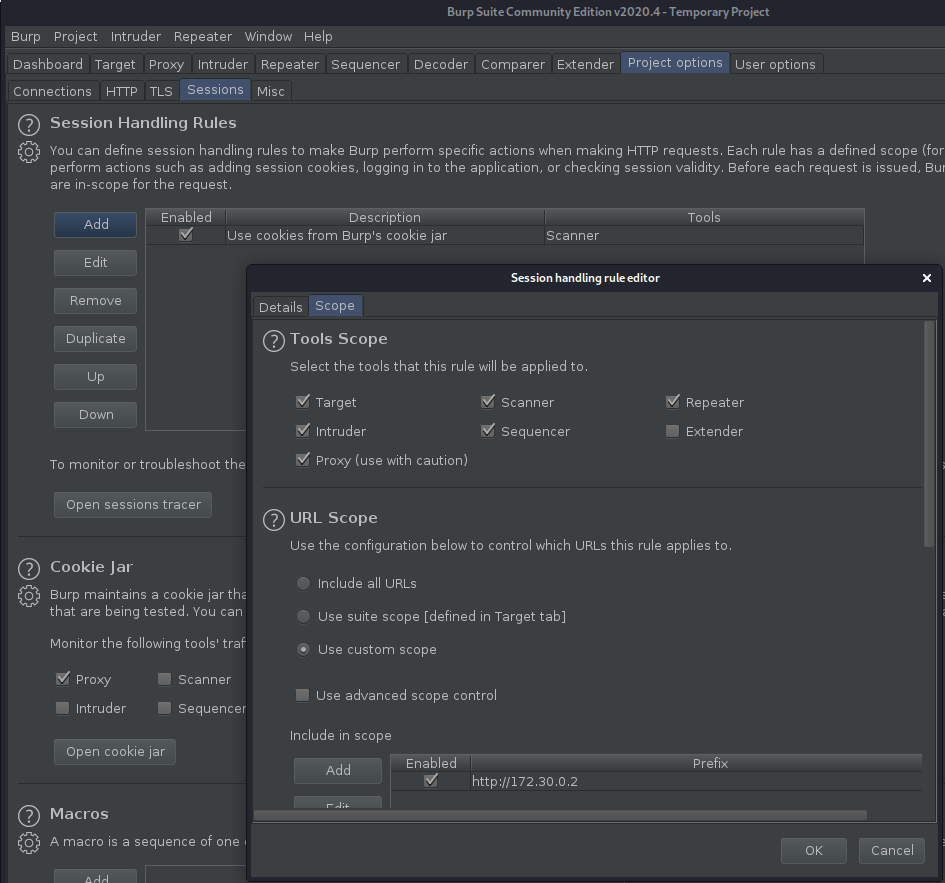 Burp Suite Community Edition v2020.4 - Temporary Project
Burp Project Intruder Repeater Window Help
Dashboard Target Proxy Intruder Repeater Sequencer Decoder Comparer Extender Project options User options
Connections HTTP TLS Sessions Misc
? Session Handling Rules
You can define session handling rules to make Burp perform specific actions when making HTTP requests. Each rule has a defined scope (for
perform actions such as adding session cookies, logging in to the application, or checking session validity. Before each request is issued, Bur
are in-scope for the request.
Add
Edit
Remove
Duplicate
Up
Down
Enabled Description Tools
Use cookies from Burp's cookie jar Scanner
To monitor or troubleshoot the
Open sessions tracer
? Cookie Jar
Burp maintains a cookie jar tha
that are being tested. You can
Monitor the following tools' traf
Proxy Scanner
Intruder Sequencer
Open cookie jar
? Macros
A macro is a sequence of one
Add
Session handling rule editor
Details Scope
? Tools Scope
Select the tools that this rule will be applied to.
Target Scanner Repeater
Intruder Sequencer Extender
Proxy (use with caution)
? URL Scope
Use the configuration below to control which URLs this rule applies to.
Include all URLs
Use suite scope [defined in Target tab]
Use custom scope
Use advanced scope control
Include in scope
Add
Edit
Enabled Prefix
http://172.30.0.2
OK Cancel